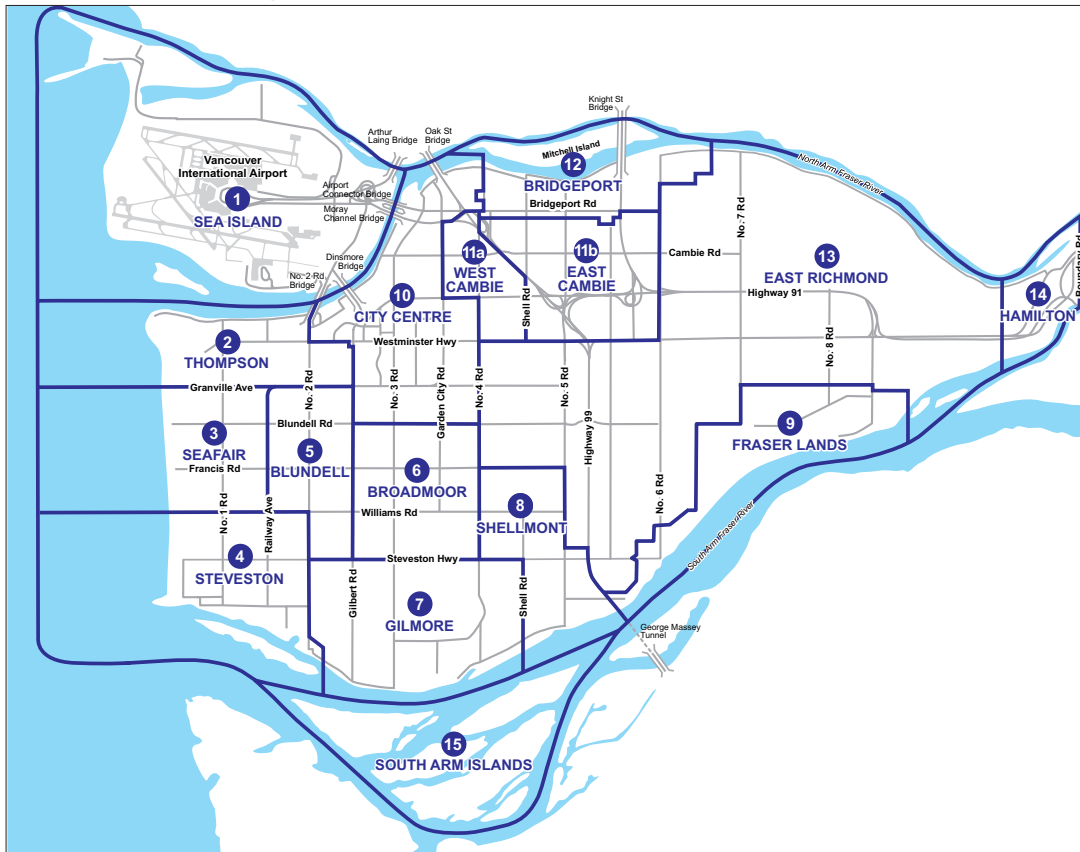 Knight St
Bridge
Arthur
Laing Bridge
Oak St
Bridge
Mitchell Island
12
BRIDGEPORT
Bridgeport Rd
North Arm Fraser River
Vancouver
International Airport
1
SEA ISLAND
Airport
Connector Bridge
Moray
Channel Bridge
No. 7 Rd
11a
WEST
CAMBIE
11b
EAST
CAMBIE
Cambie Rd
13
EAST RICHMOND
Boundary Rd
Dinsmore
Bridge
No. 2 Rd
Bridge
10
CITY CENTRE
Shell Rd
Highway 91
14
HAMILTON
2
THOMPSON
Westminster Hwy
No. 8 Rd
Granville Ave
No. 2 Rd
No. 3 Rd
Garden City Rd
No. 4 Rd
No. 5 Rd
3
SEAFAIR
Blundell Rd
Highway 99
9
FRASER LANDS
5
BLUNDELL
Francis Rd
6
BROADMOOR
No. 1 Rd
Railway Ave
Williams Rd
8
SHELLMONT
No. 6 Rd
South Arm Fraser River
4
STEVESTON
Steveston Hwy
Gilbert Rd
7
GILMORE
Shell Rd
George Massey
Tunnel
15
SOUTH ARM ISLANDS